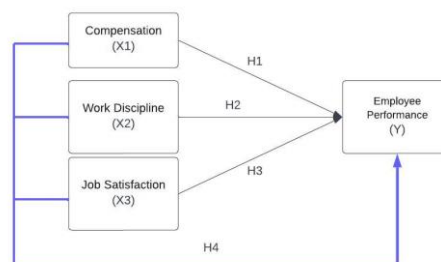 Compensation
(X1)
H1
Work Discipline
(X2)
H2
Employee
Performance
(Y)
Job Satisfaction
(X3)
H3
H4